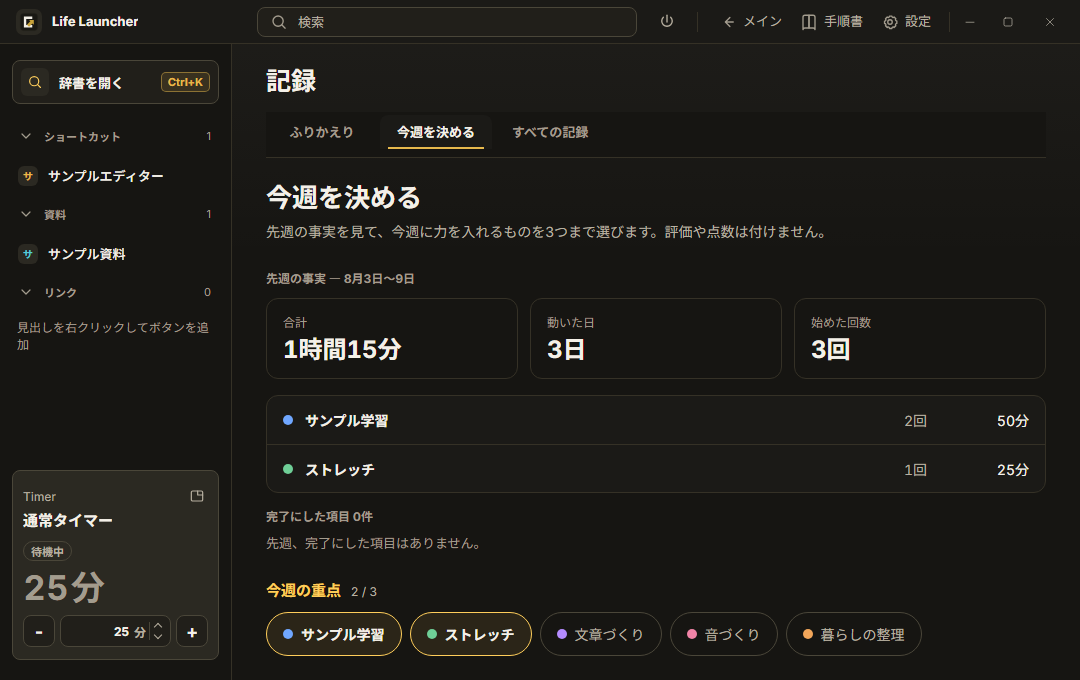 Life Launcher
検索
メイン
手順書
設定
辞書を開く
Ctrl+K
ショートカット
1
サ
サンプルエディター
資料
1
サ
サンプル資料
リンク
0
見出しを右クリックしてボタンを追
加
Timer
通常タイマー
待機中
25分
-
25 分
+
記録
ふりかえり
今週を決める
すべての記録
今週を決める
先週の事実を見て、今週に力を入れるものを3つまで選びます。評価や点数は付けません。
先週の事実 — 8月3日〜9日
合計
1時間15分
動いた日
3日
始めた回数
3回
サンプル学習
2回
50分
ストレッチ
1回
25分
完了にした項目 0件
先週、完了にした項目はありません。
今週の重点 2 / 3
サンプル学習
ストレッチ
文章づくり
音づくり
暮らしの整理